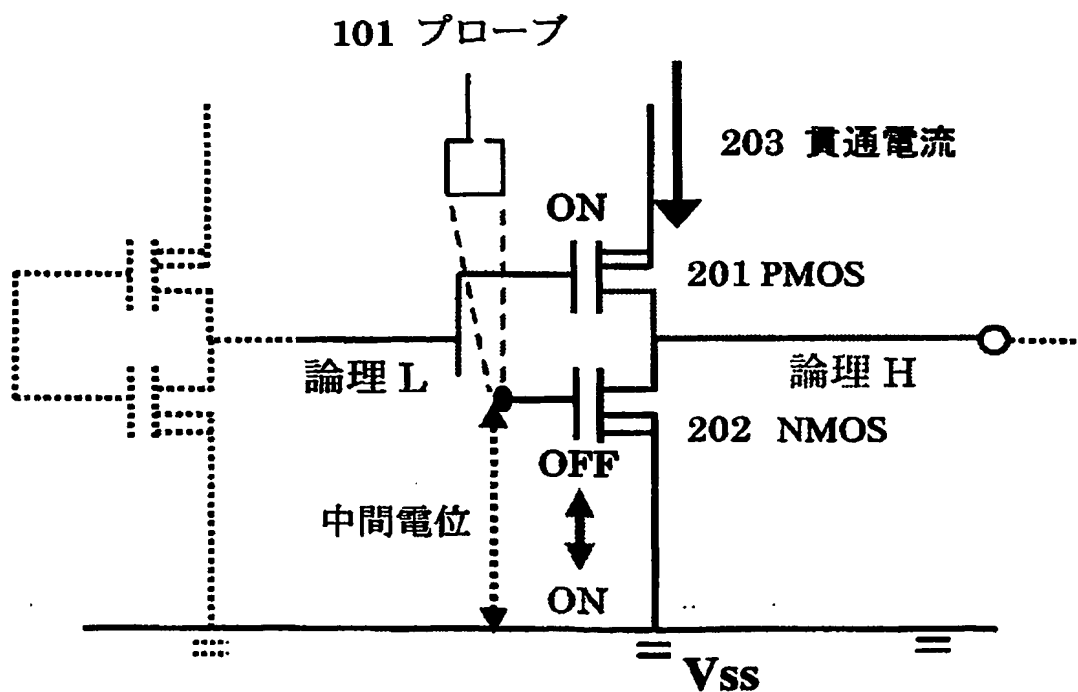 101 プローブ
203 貫通電流
ON
201 PMOS
論理 L
論理 H
202 NMOS
OFF
中間電位
ON
Vss